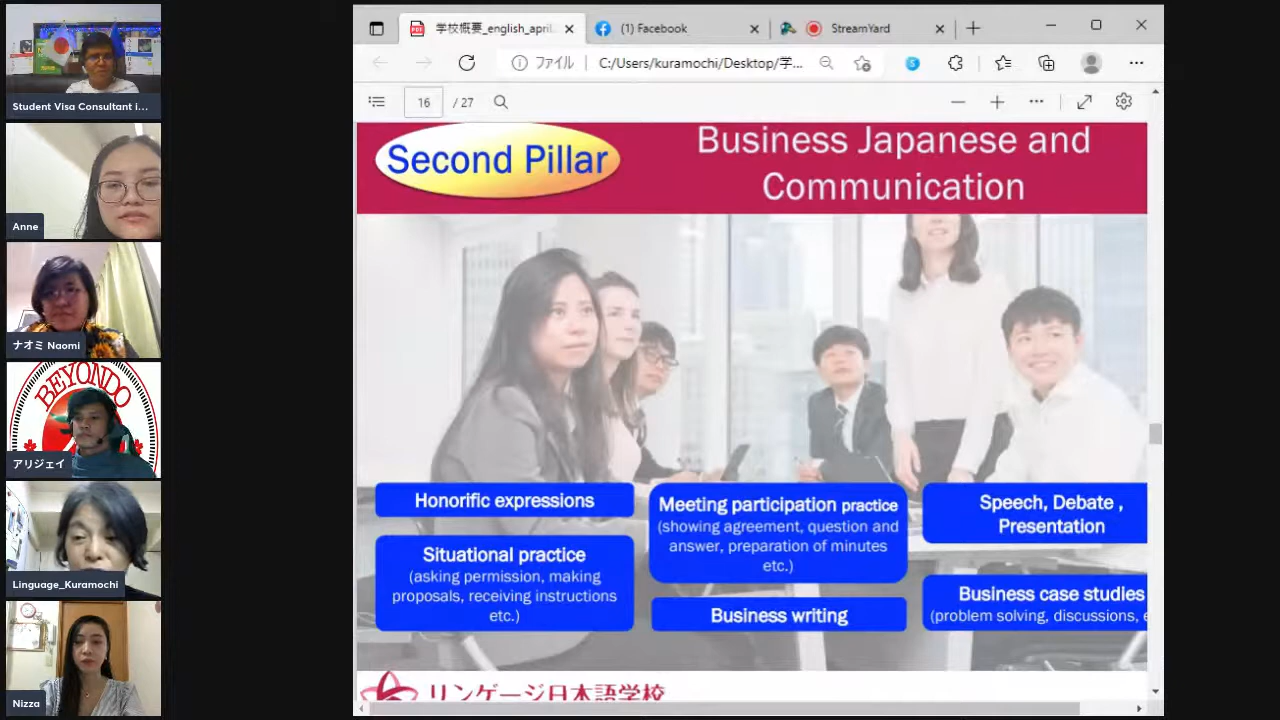 Student Visa Consultant i...
Anne
ナオミ Naomi
BEYONDO
アリジェイ
Linguage_Kuramochi
Nizza
学校概要_english_april.
(1) Facebook
StreamYard
ファイル
C:/Users/kuramochi/Desktop/学...
16 / 27
Second Pillar
Business Japanese and
Communication
Honorific expressions
Situational practice
(asking permission, making
proposals, receiving instructions
etc.)
Meeting participation practice
(showing agreement, question and
answer, preparation of minutes
etc.)
Business writing
Speech, Debate ,
Presentation
Business case studies
(problem solving, discussions, e
リンゲージ日本語学校